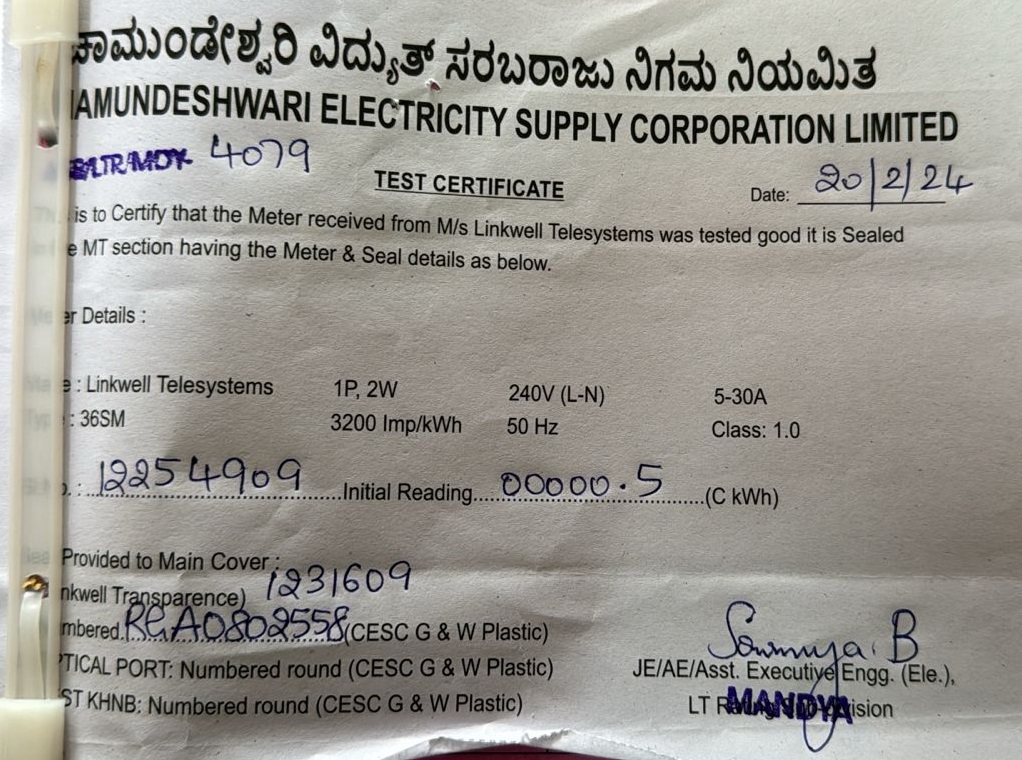 ಚಾಮುಂಡೇಶ್ವರಿ ವಿದ್ಯುತ್ ಸರಬರಾಜು ನಿಗಮ ನಿಯಮಿತ
AMUNDESHWARI ELECTRICITY SUPPLY CORPORATION LIMITED
4079
TEST CERTIFICATE
Date: 20/2/24
is to Certify that the Meter received from M/s Linkwell Telesystems was tested good it is Sealed
e MT section having the Meter & Seal details as below.
er Details :
e : Linkwell Telesystems 1P, 2W 240V (L-N) 5-30A
: 36SM 3200 Imp/kWh 50 Hz Class: 1.0
. : 12254909 Initial Reading 00000.5 (C kWh)
Provided to Main Cover :
nkwell Transparence) 1231609
mbered RGA0802558 (CESC G & W Plastic)
TICAL PORT: Numbered round (CESC G & W Plastic)
ST KHNB: Numbered round (CESC G & W Plastic)
Sowmya. B
JE/AE/Asst. Executive Engg. (Ele.),
LT MANDYA